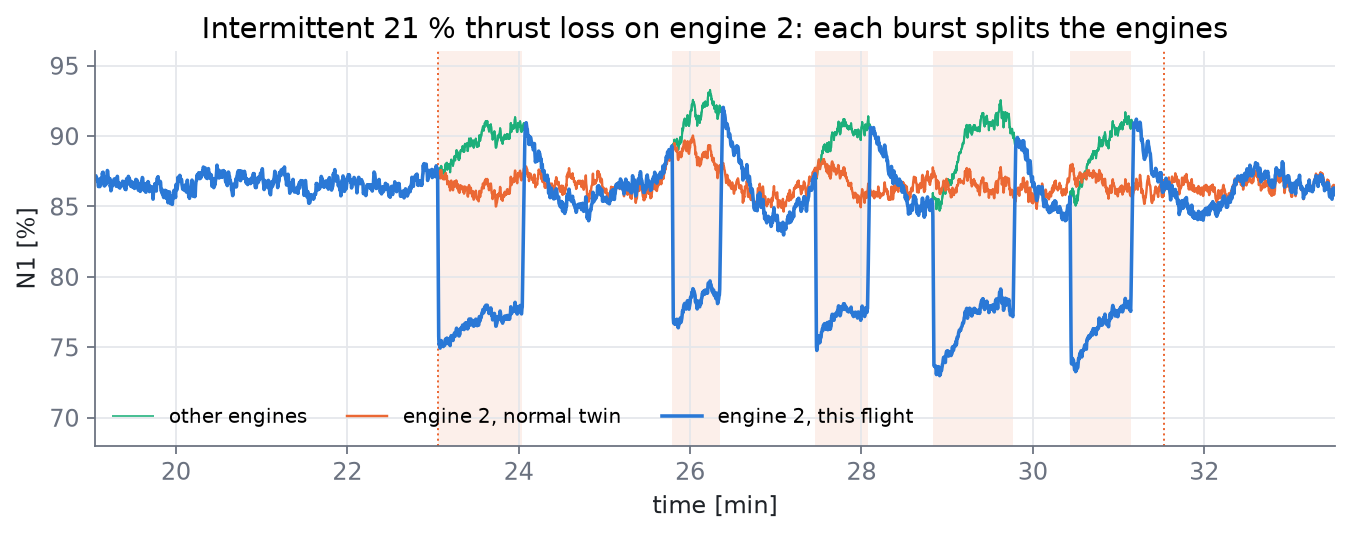 Intermittent 21 % thrust loss on engine 2: each burst splits the engines
N1 [%]
95
90
85
80
75
70
other engines
engine 2, normal twin
engine 2, this flight
20 22 24 26 28 30 32
time [min]